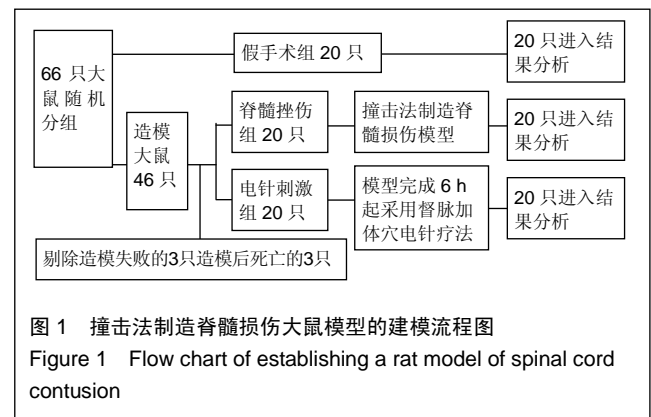 66 只大
鼠随机
分组
假手术组 20 只
20 只进入结
果分析
造模
大鼠
46 只
脊髓挫伤
组 20 只
撞击法制造脊
髓损伤模型
20 只进入结
果分析
电针刺激
组 20 只
模型完成 6 h
起采用督脉加
体穴电针疗法
20 只进入结
果分析
剔除造模失败的3只造模后死亡的3只
图 1 撞击法制造脊髓损伤大鼠模型的建模流程图
Figure 1 Flow chart of establishing a rat model of spinal cord
contusion